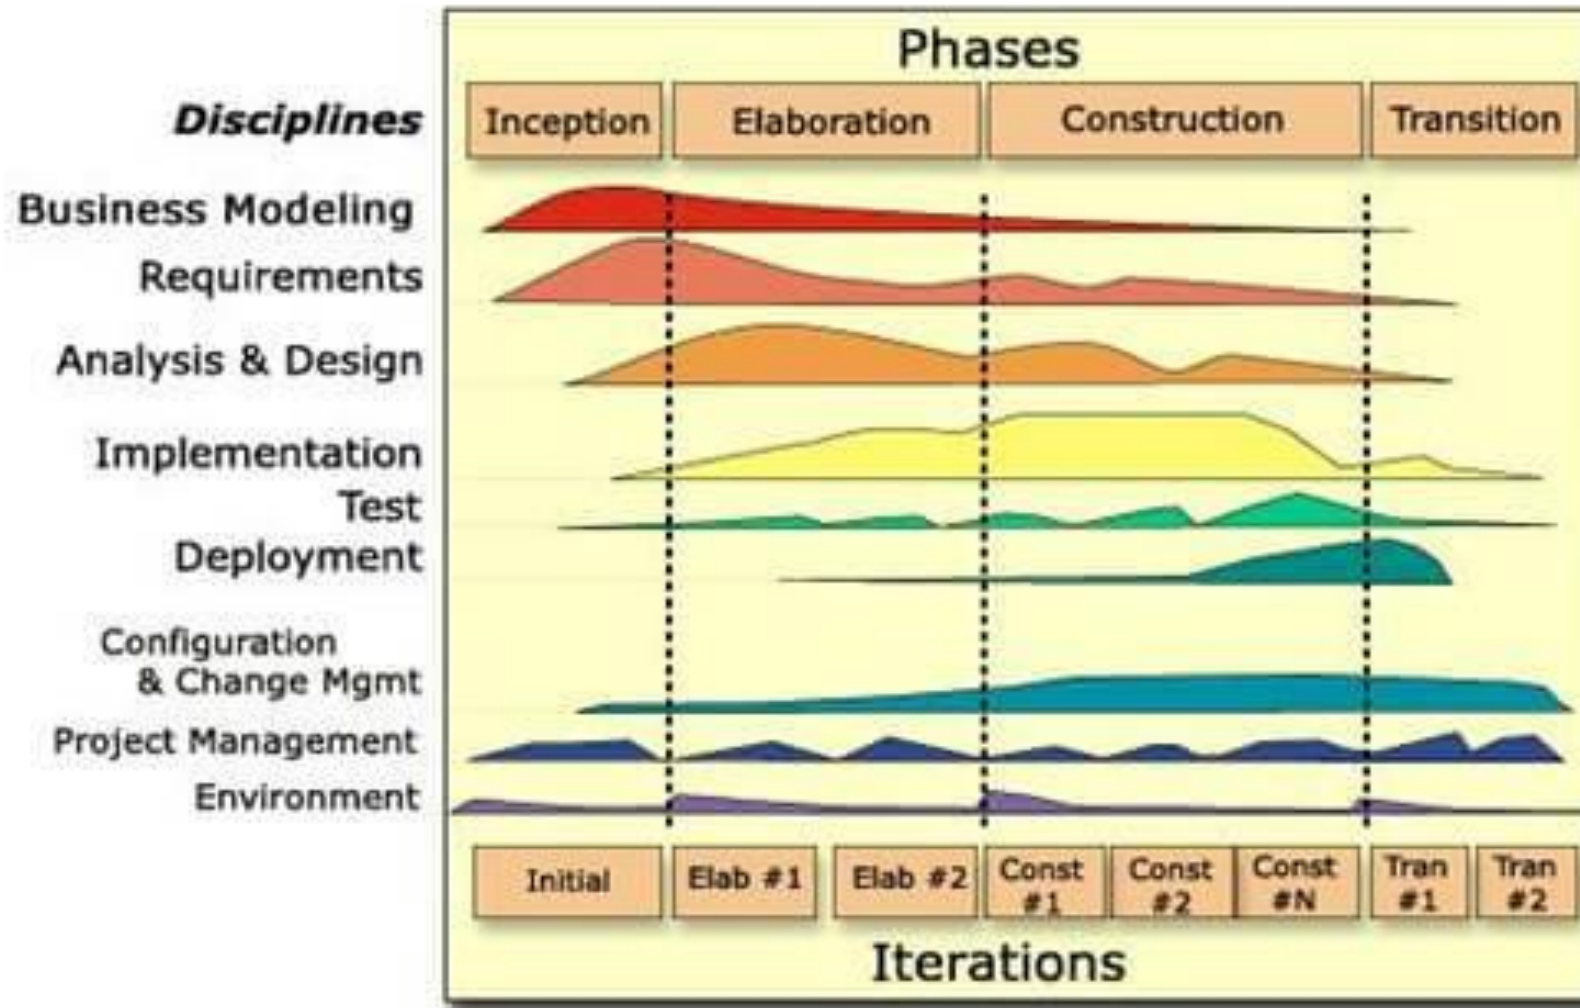 Phases
Disciplines
Inception
Elaboration
Construction
Transition
Business Modeling
Requirements
Analysis & Design
Implementation
Test
Deployment
Configuration
& Change Mgmt
Project Management
Environment
Initial
Elab #1
Elab #2
Const
#1
Const
#2
Const
#N
Tran
#1
Tran
#2
Iterations